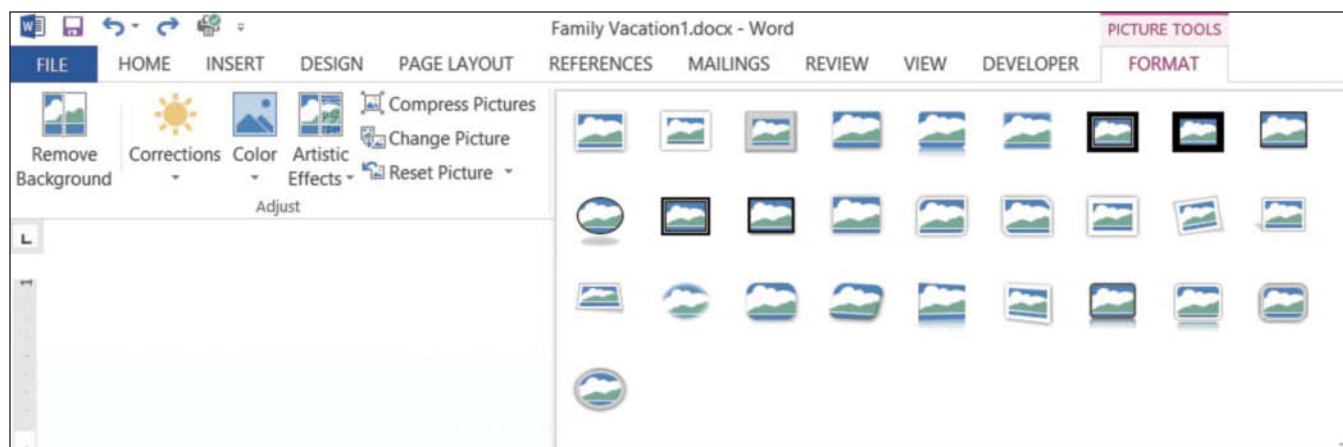 Family Vacation1.docx - Word
PICTURE TOOLS
FILE HOME INSERT DESIGN PAGE LAYOUT REFERENCES MAILINGS REVIEW VIEW DEVELOPER FORMAT
Remove Background
Corrections
Color
Artistic Effects
Compress Pictures
Change Picture
Reset Picture
Adjust
L
1